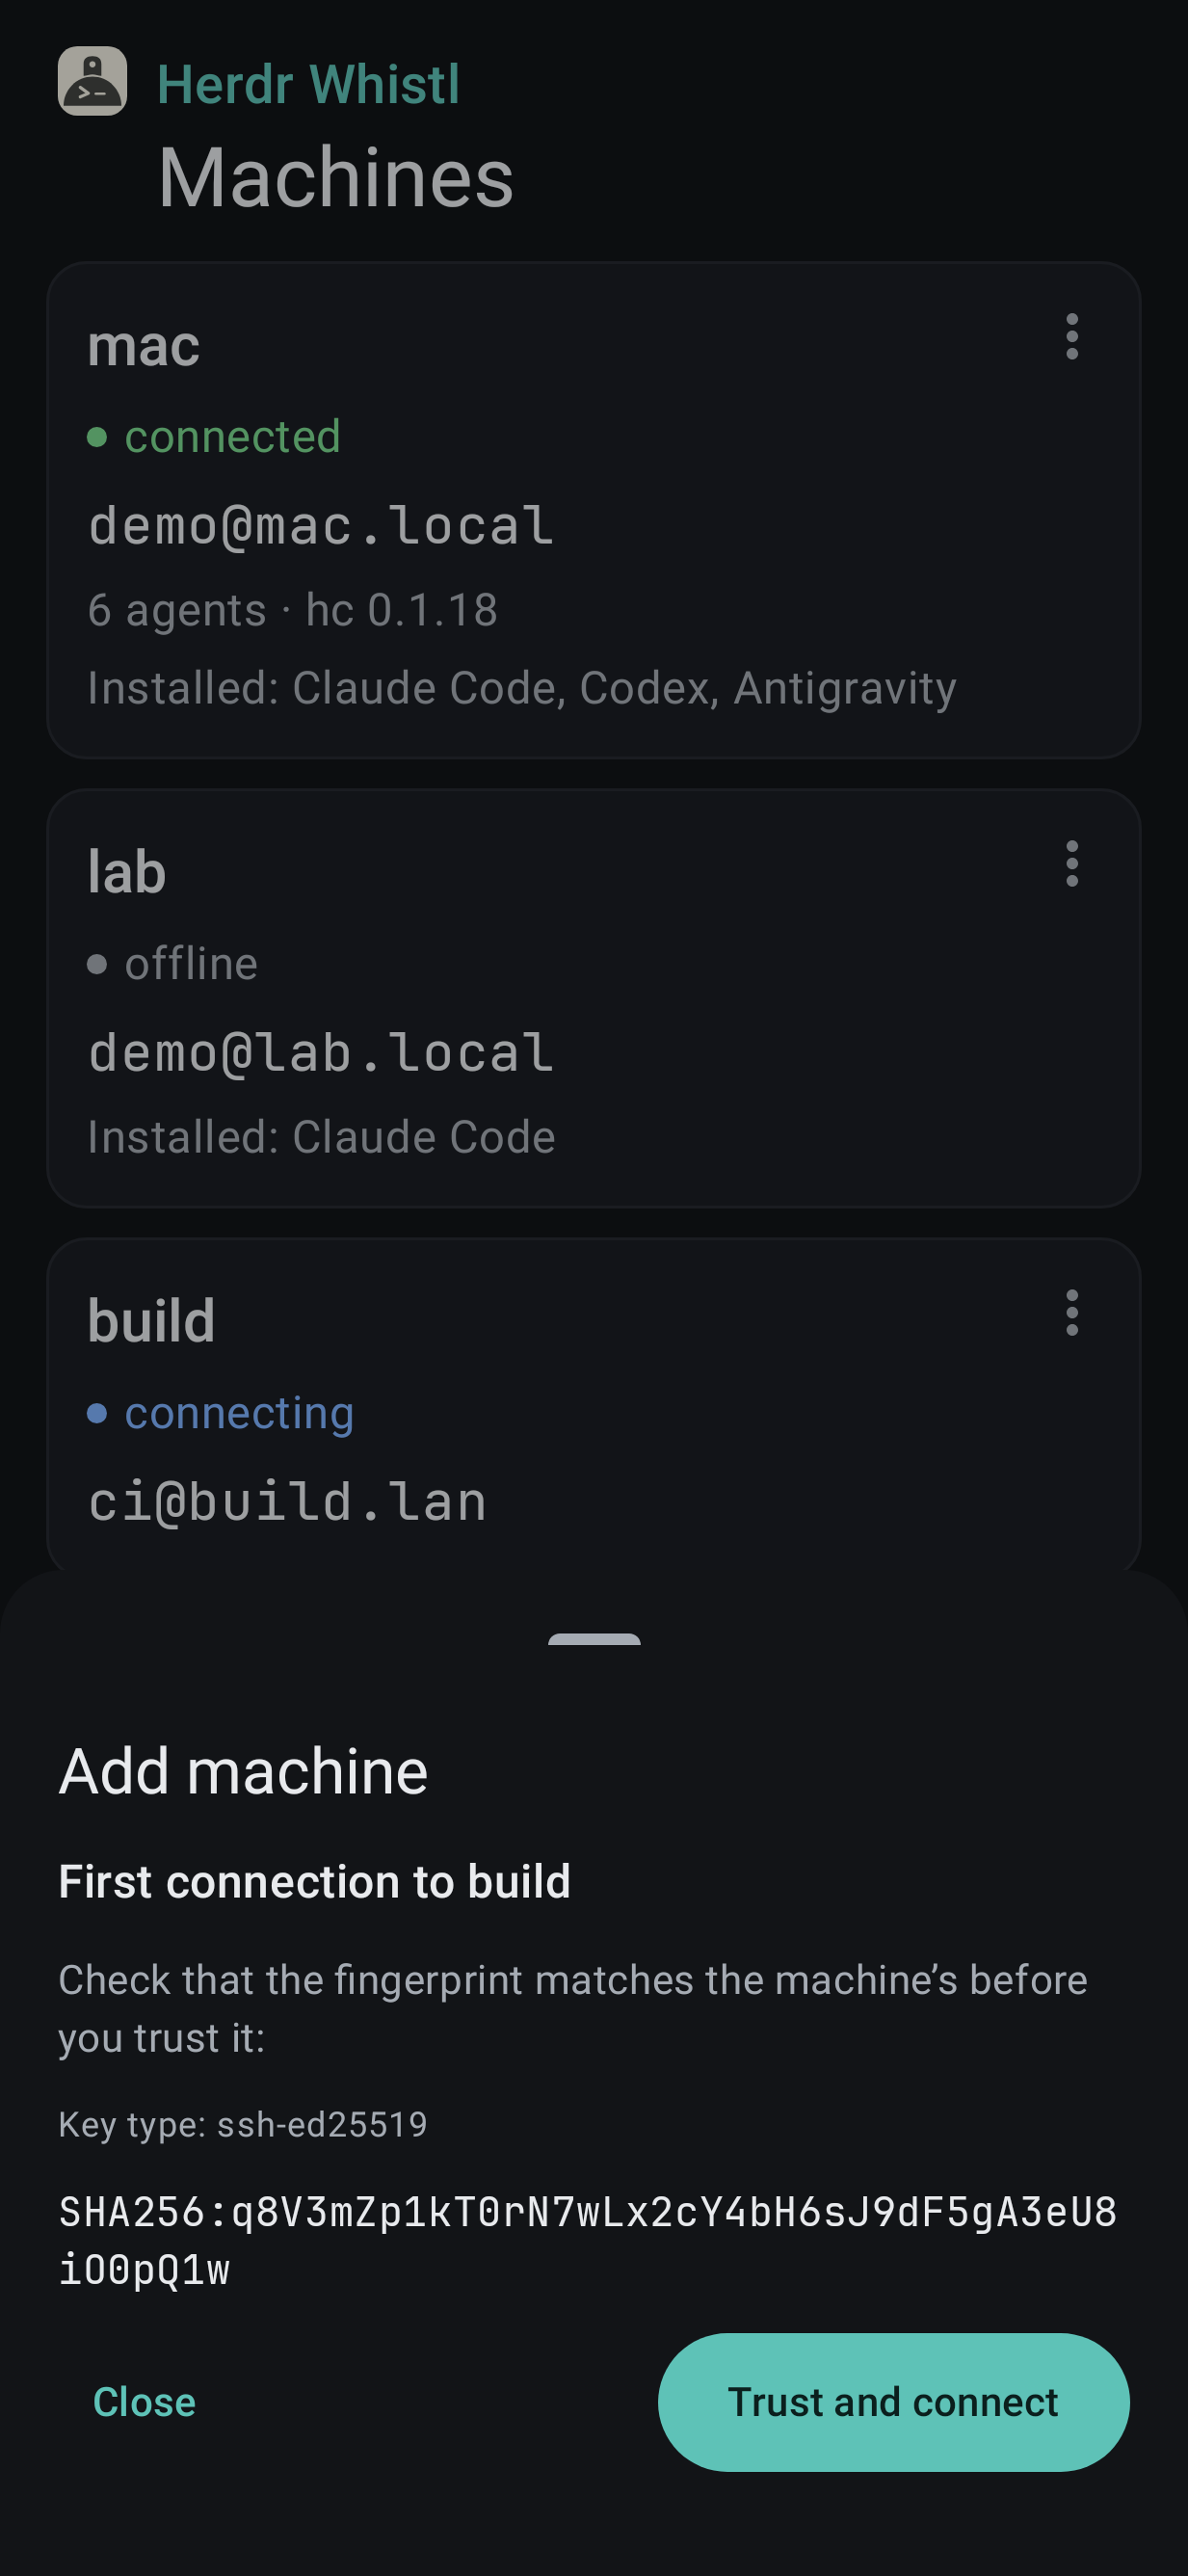 Herdr Whistl
Machines
mac
connected
demo@mac.local
6 agents · hc 0.1.18
Installed: Claude Code, Codex, Antigravity
lab
offline
demo@lab.local
Installed: Claude Code
build
connecting
ci@build.lan
Add machine
First connection to build
Check that the fingerprint matches the machine’s before
you trust it:
Key type: ssh-ed25519
SHA256:q8V3mZp1kT0rN7wLx2cY4bH6sJ9dF5gA3eU8
iO0pQ1w
Close
Trust and connect